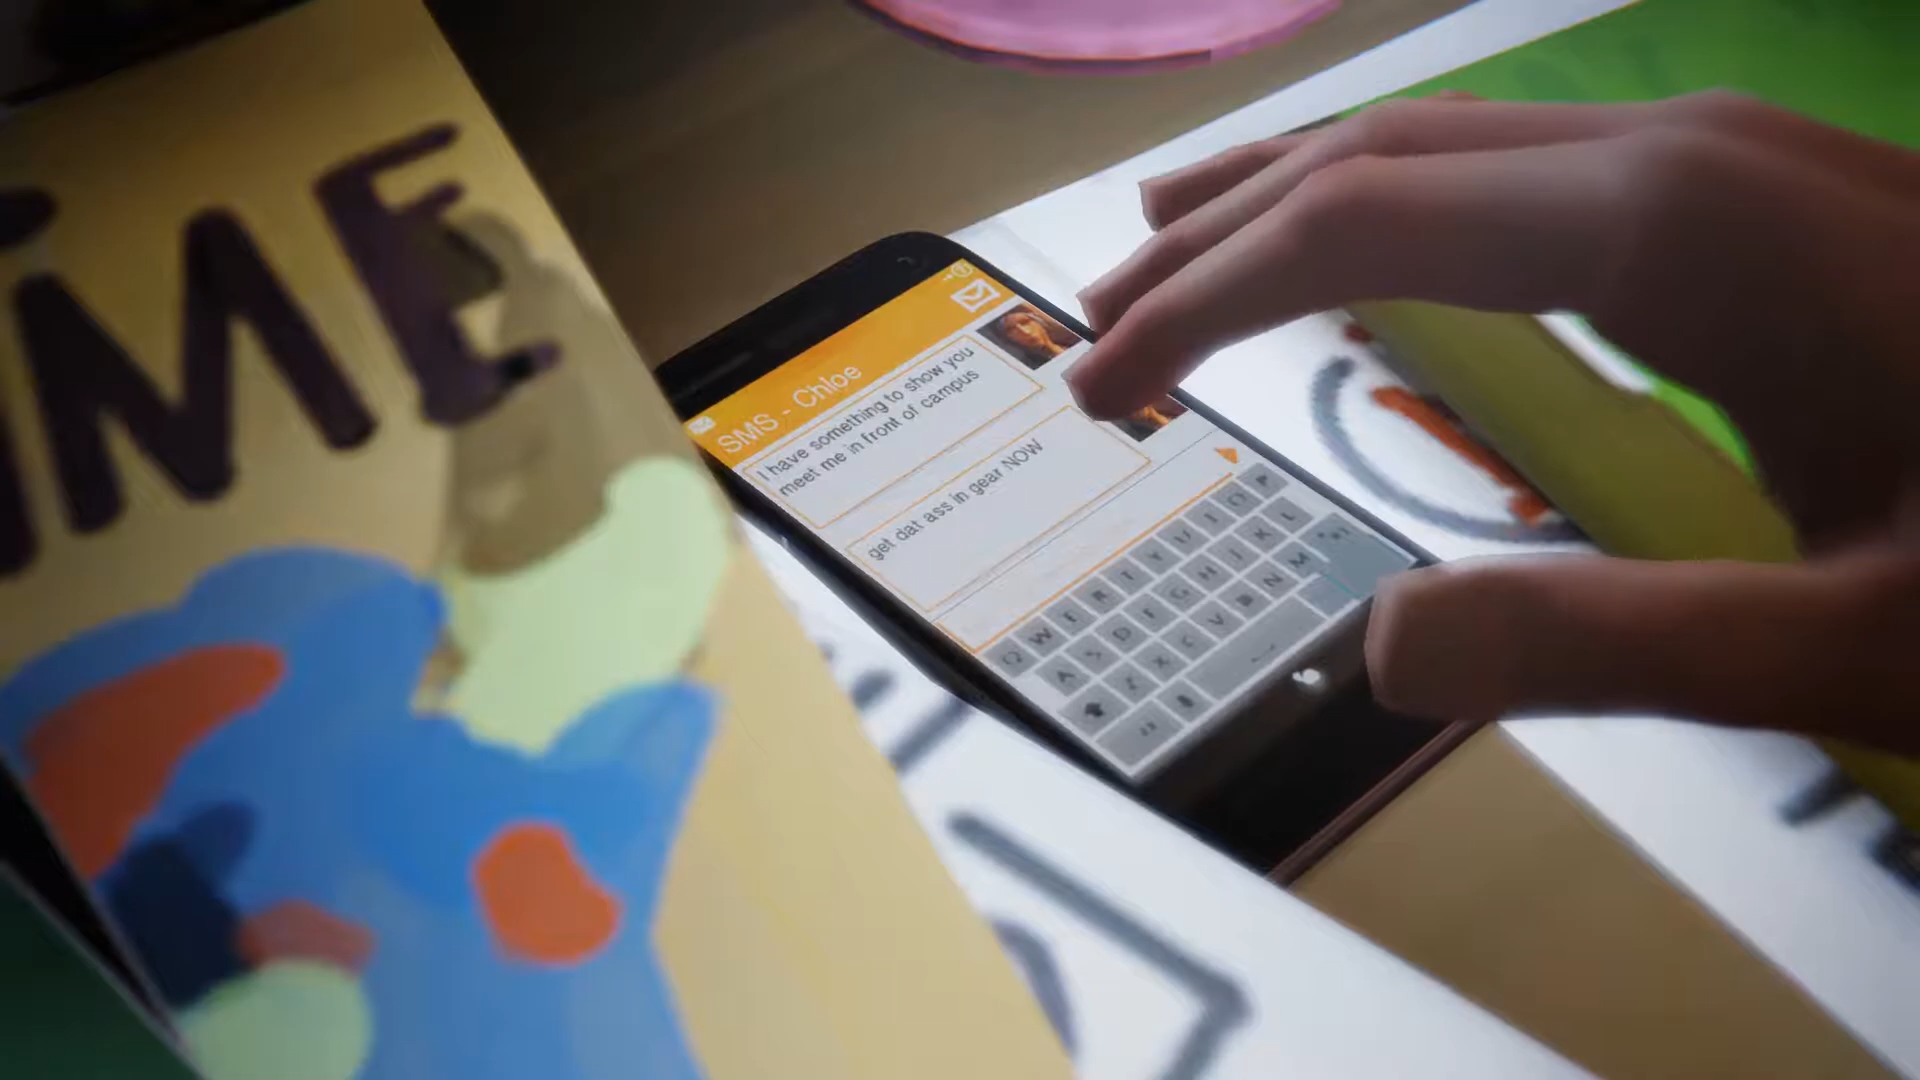 IME
SMS - Chloe
I have something to show you
meet me in front of campus
get dat ass in gear NOW
Q W E R T Y U I O P
A S D F G H J K L
Z X C V B N M